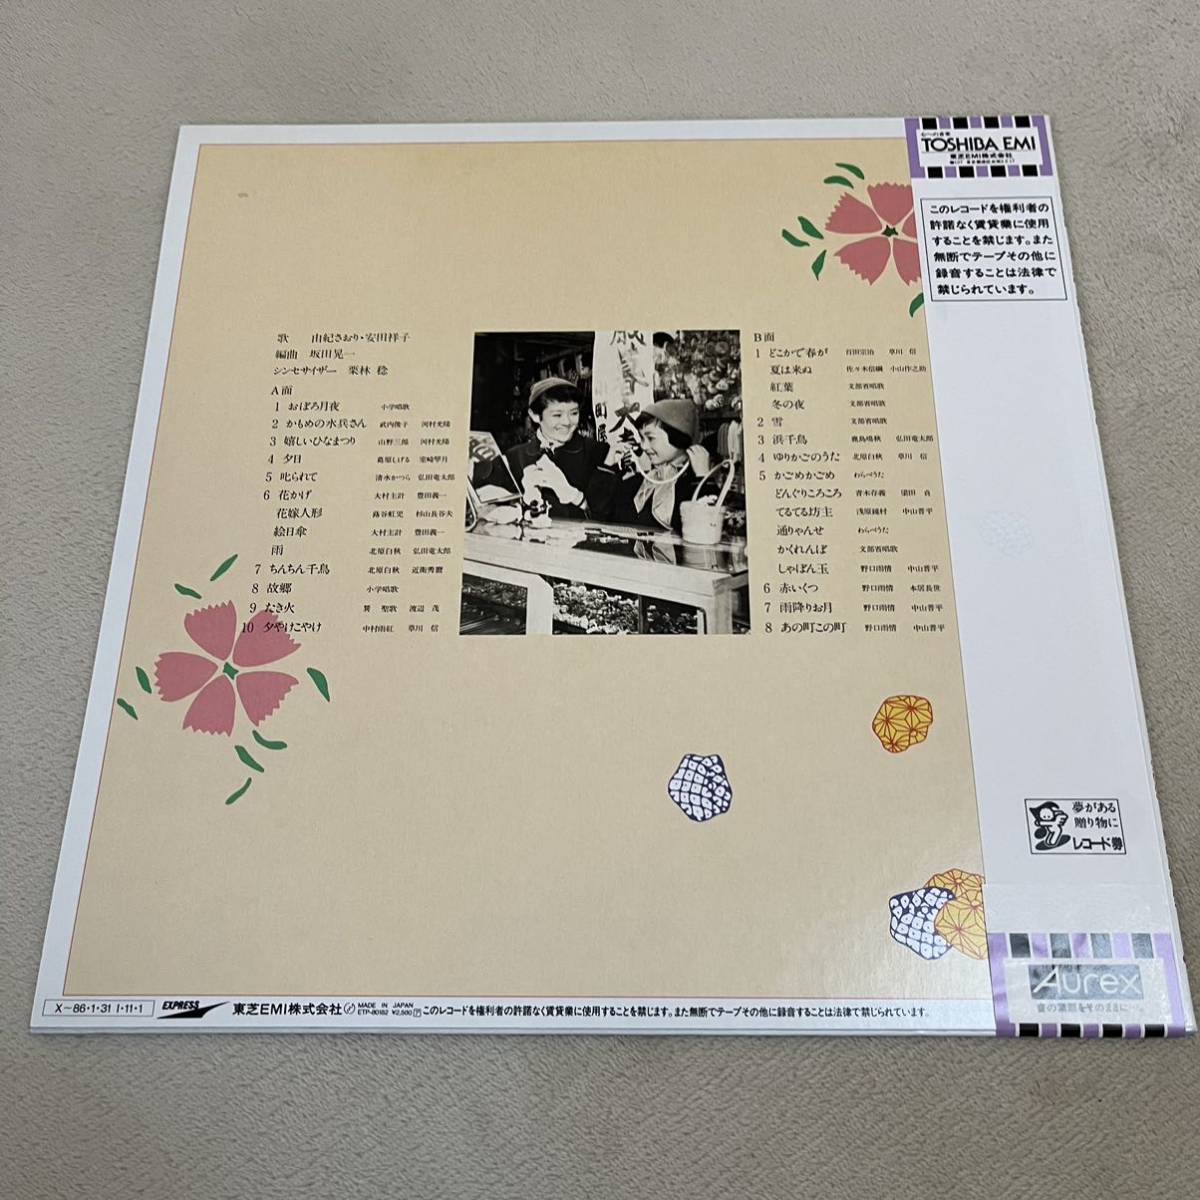 心への音楽
TOSHIBA EMI
東芝EMI株式会社
このレコードを権利者の
許諾なく賃貸業に使用
することを禁じます。また
無断でテープその他に
録音することは法律で
禁じられています。
歌 由紀さおり・安田祥子
編曲 坂田晃一
シンセサイザー 栗林 稔
A面
1 おぼろ月夜 小学唱歌
2 かもめの水兵さん 武内俊子 河村光陽
3 嬉しいひなまつり 山野三郎 河村光陽
4 夕日 葛原しげる 室崎琴月
5 叱られて 清水かつら 弘田竜太郎
6 花かげ 大村主計 豊田義一
花嫁人形 蕗谷虹児 杉山長谷夫
絵日傘 大村主計 豊田義一
雨 北原白秋 弘田竜太郎
7 ちんちん千鳥 北原白秋 近衛秀麿
8 故郷 小学唱歌
9 たき火 巽 聖歌 渡辺 茂
10 夕やけこやけ 中村雨紅 草川 信
B面
1 どこかで春が 百田宗治 草川 信
夏は来ぬ 佐々木信綱 小山作之助
紅葉 文部省唱歌
冬の夜 文部省唱歌
2 雪 文部省唱歌
3 浜千鳥 鹿島鳴秋 弘田竜太郎
4 ゆりかごのうた 北原白秋 草川 信
5 かごめかごめ わらべうた
どんぐりころころ 青木存義 梁田 貞
てるてる坊主 浅原鏡村 中山晋平
通りゃんせ わらべうた
かくれんぼ 文部省唱歌
しゃぼん玉 野口雨情 中山晋平
6 赤いくつ 野口雨情 本居長世
7 雨降りお月 野口雨情 中山晋平
8 あの町この町 野口雨情 中山晋平
夢がある
贈り物に
レコード券
Aurex
音の感動をそのままに…
X〜86・1・31 I・11・1
EXPRESS
東芝EMI株式会社
MADE IN JAPAN
ETP-80182 ¥2,500
このレコードを権利者の許諾なく賃貸業に使用することを禁じます。また無断でテープその他に録音することは法律で禁じられています。